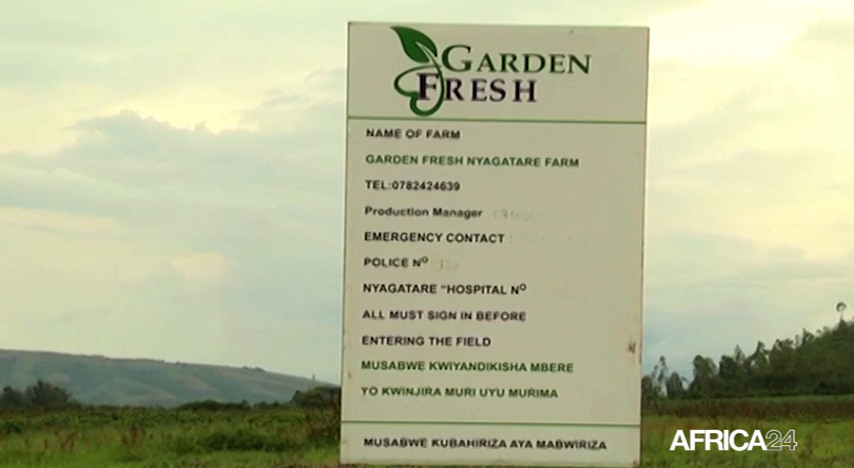 GARDEN
FRESH
NAME OF FARM
GARDEN FRESH NYAGATARE FARM
TEL:0782424639
Production Manager
EMERGENCY CONTACT :
POLICE Nº
NYAGATARE "HOSPITAL Nº
ALL MUST SIGN IN BEFORE
ENTERING THE FIELD
MUSABWE KWIYANDIKISHA MBERE
YO KWINJIRA MURI UYU MURIMA
MUSABWE KUBAHIRIZA AYA MABWIRIZA
AFRICA24